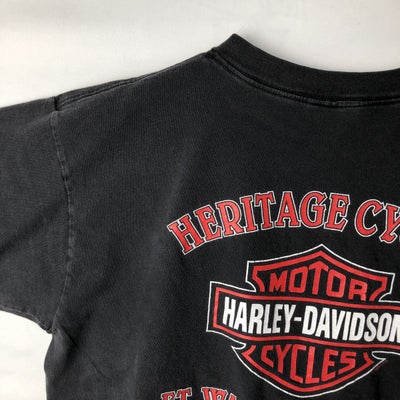 HERITAGE CY
MOTOR
HARLEY-DAVIDSON
CYCLES